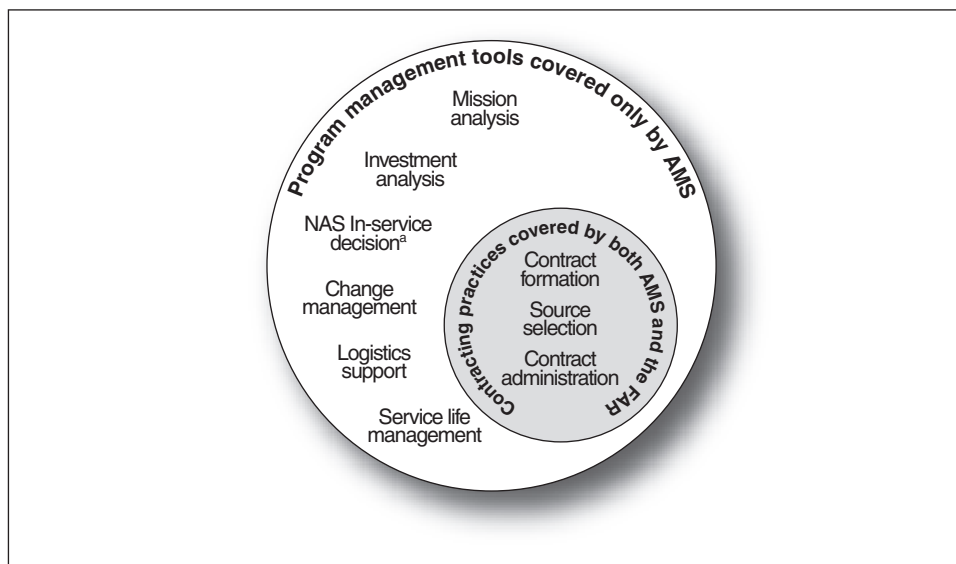 Program management tools covered only by AMS
Mission
analysis
Investment
analysis
NAS In-service
decisionª
Change
management
Logistics
support
Service life
management
Contracting practices covered by both AMS and the FAR
Contract
formation
Source
selection
Contract
administration